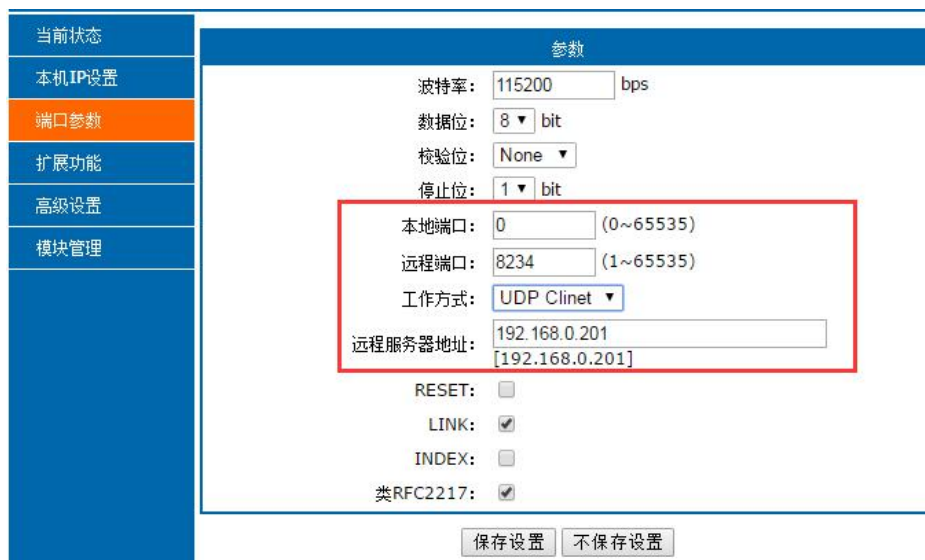 当前状态
本机IP设置
端口参数
扩展功能
高级设置
模块管理
参数
波特率： 115200 bps
数据位： 8 bit
校验位： None
停止位： 1 bit
本地端口： 0 (0~65535)
远程端口： 8234 (1~65535)
工作方式： UDP Clinet
远程服务器地址： 192.168.0.201
[192.168.0.201]
RESET:
LINK:
INDEX:
类RFC2217:
保存设置 不保存设置